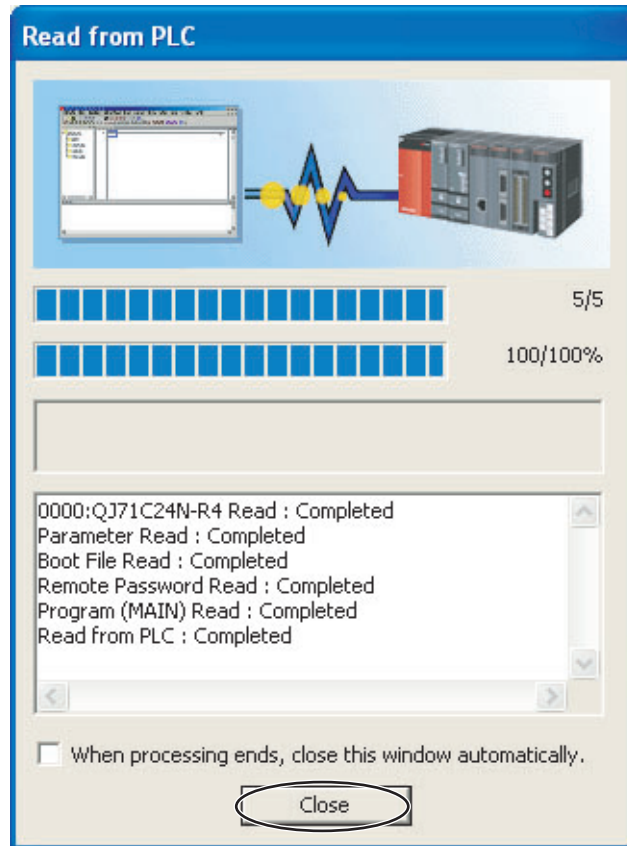 Read from PLC
5/5
100/100%
0000:QJ71C24N-R4 Read : Completed
Parameter Read : Completed
Boot File Read : Completed
Remote Password Read : Completed
Program (MAIN) Read : Completed
Read from PLC : Completed
When processing ends, close this window automatically.
Close